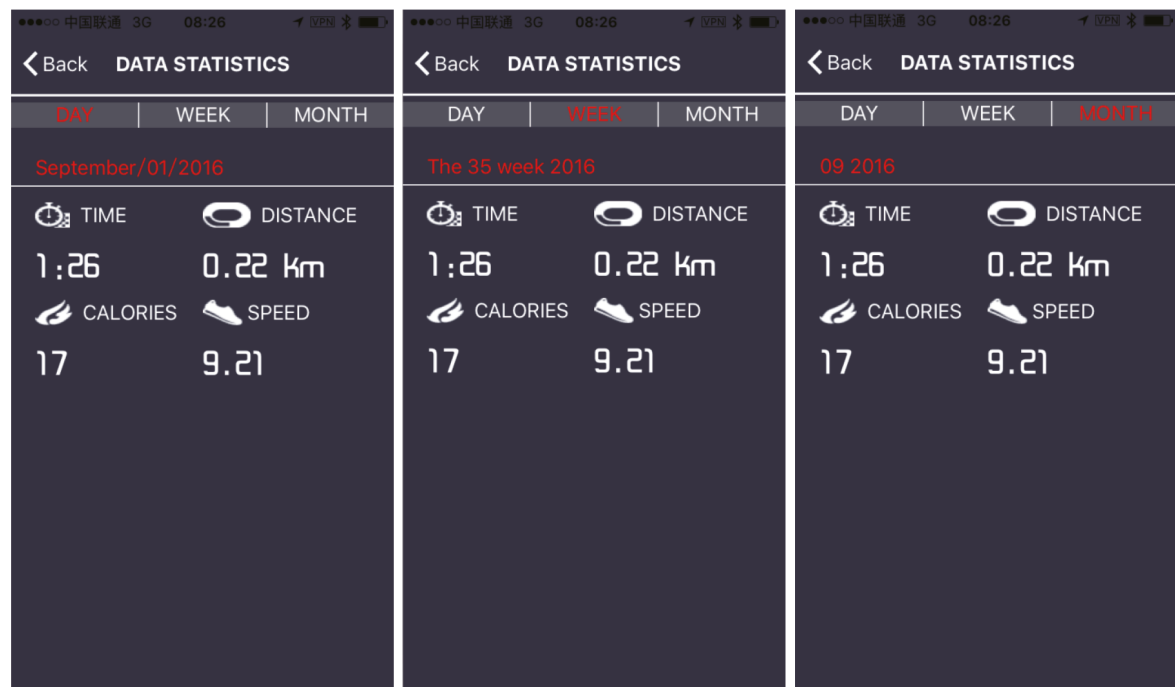 中国联通 3G 08:26 VPN
Back DATA STATISTICS
DAY WEEK MONTH
September/01/2016
TIME DISTANCE
1:26 0.22 km
CALORIES SPEED
17 9.21
中国联通 3G 08:26 VPN
Back DATA STATISTICS
DAY WEEK MONTH
The 35 week 2016
TIME DISTANCE
1:26 0.22 km
CALORIES SPEED
17 9.21
中国联通 3G 08:26 VPN
Back DATA STATISTICS
DAY WEEK MONTH
09 2016
TIME DISTANCE
1:26 0.22 km
CALORIES SPEED
17 9.21